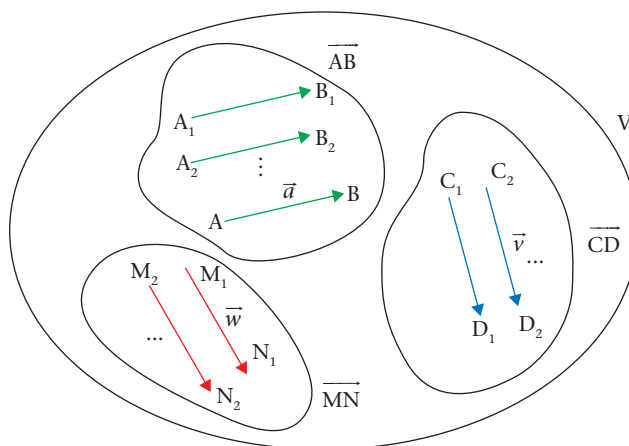 AB⃗
A₁ B₁
V
A₂ B₂
⋮
a⃗
A B
C₁ C₂
v⃗ ...
CD⃗
D₁ D₂
M₂ M₁
w⃗
...
N₁
N₂
MN⃗